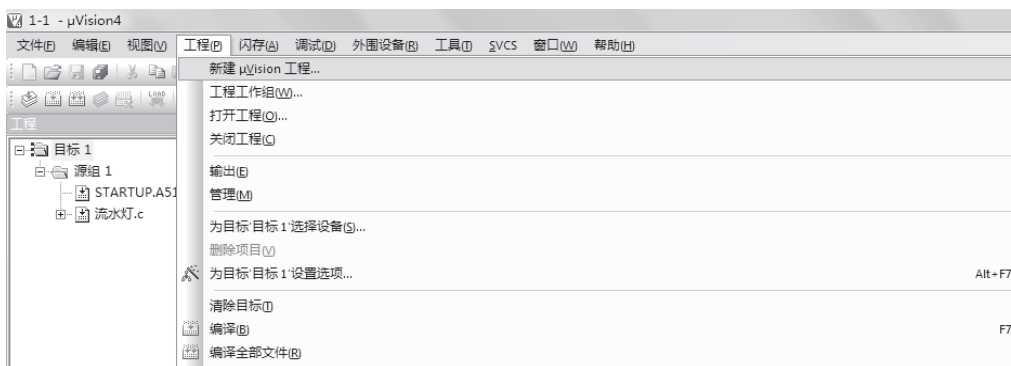 1-1 - µVision4
文件(F) 编辑(E) 视图(V) 工程(P) 闪存(A) 调试(D) 外围设备(R) 工具(T) SVCS 窗口(W) 帮助(H)
新建 µVision 工程...
LOAD
工程工作组(W)...
工程
打开工程(O)...
关闭工程(C)
目标 1
源组 1
输出(E)
STARTUP.A51
管理(M)
流水灯.c
为目标'目标 1'选择设备(S)...
删除项目(V)
为目标'目标 1'设置选项... Alt+F7
清除目标(T)
编译(B) F7
编译全部文件(R)